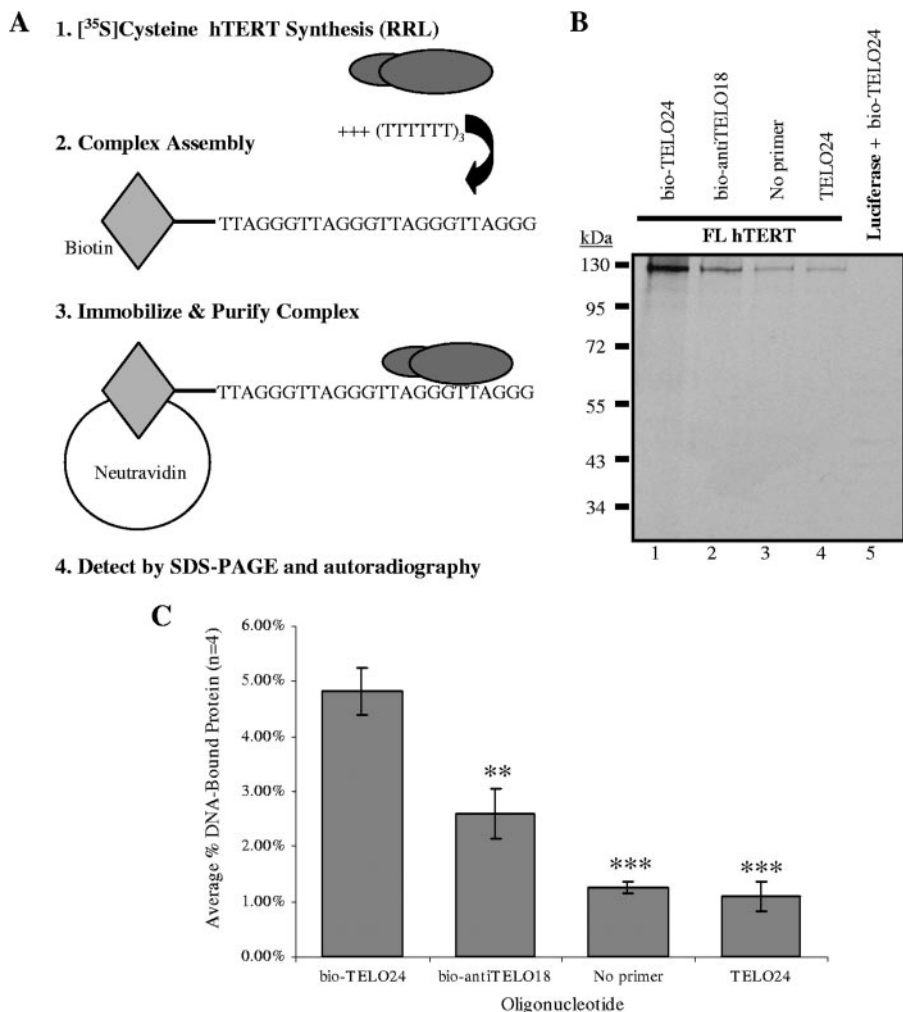 A
1. [³⁵S]Cysteine hTERT Synthesis (RRL)
+++ (TTTTTT)₃
2. Complex Assembly
Biotin
TTAGGGTTAGGGTTAGGGTTAGGG
3. Immobilize & Purify Complex
TTAGGGTTAGGGTTAGGGTTAGGG
Neutravidin
4. Detect by SDS-PAGE and autoradiography
B
bio-TELO24
bio-antiTELO18
No primer
TELO24
Luciferase + bio-TELO24
kDa
FL hTERT
130
95
72
55
43
34
1 2 3 4 5
C
Average % DNA-Bound Protein (n=4)
6.00%
5.00%
4.00%
3.00%
2.00%
1.00%
0.00%
**
***
***
bio-TELO24 bio-antiTELO18 No primer TELO24
Oligonucleotide